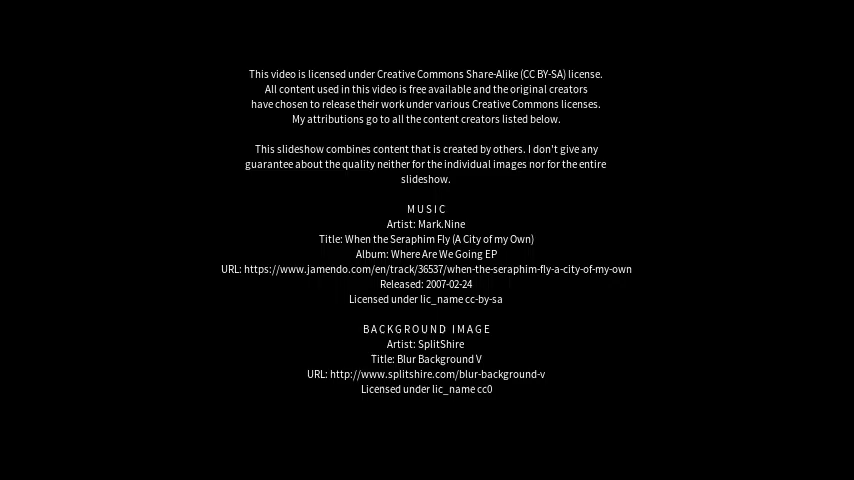 This video is licensed under Creative Commons Share-Alike (CC BY-SA) license.
All content used in this video is free available and the original creators
have chosen to release their work under various Creative Commons licenses.
My attributions go to all the content creators listed below.
This slideshow combines content that is created by others. I don't give any
guarantee about the quality neither for the individual images nor for the entire
slideshow.
MUSIC
Artist: Mark.Nine
Title: When the Seraphim Fly (A City of my Own)
Album: Where Are We Going EP
URL: https://www.jamendo.com/en/track/36537/when-the-seraphim-fly-a-city-of-my-own
Released: 2007-02-24
Licensed under lic_name cc-by-sa
BACKGROUND IMAGE
Artist: SplitShire
Title: Blur Background V
URL: http://www.splitshire.com/blur-background-v
Licensed under lic_name cc0